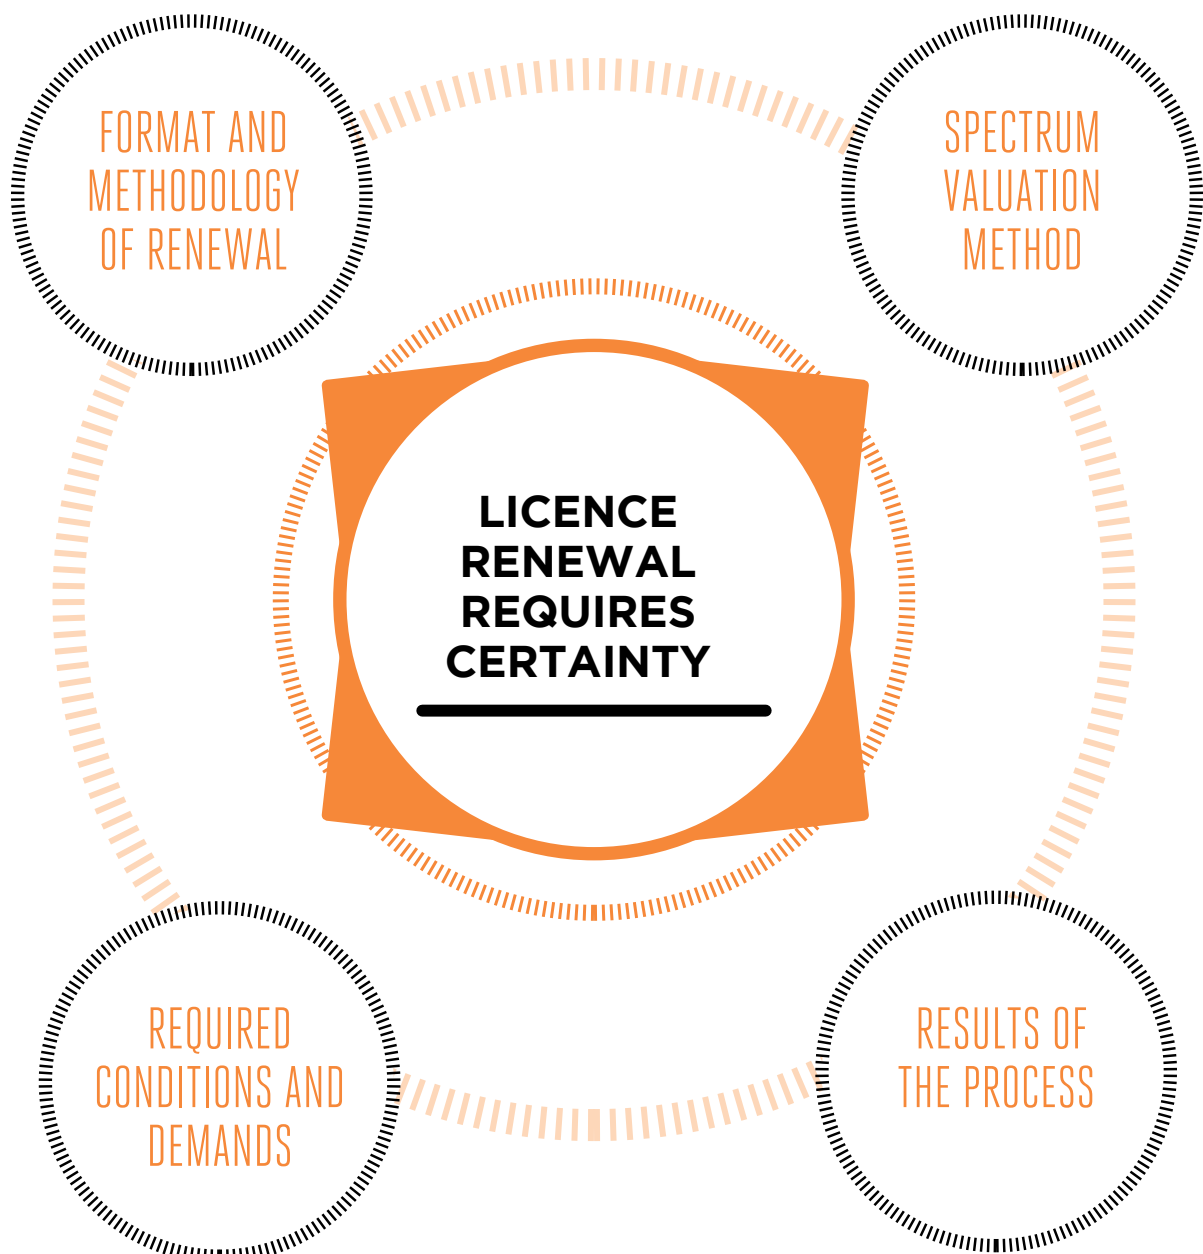 FORMAT AND
METHODOLOGY
OF RENEWAL
SPECTRUM
VALUATION
METHOD
LICENCE
RENEWAL
REQUIRES
CERTAINTY
REQUIRED
CONDITIONS AND
DEMANDS
RESULTS OF
THE PROCESS